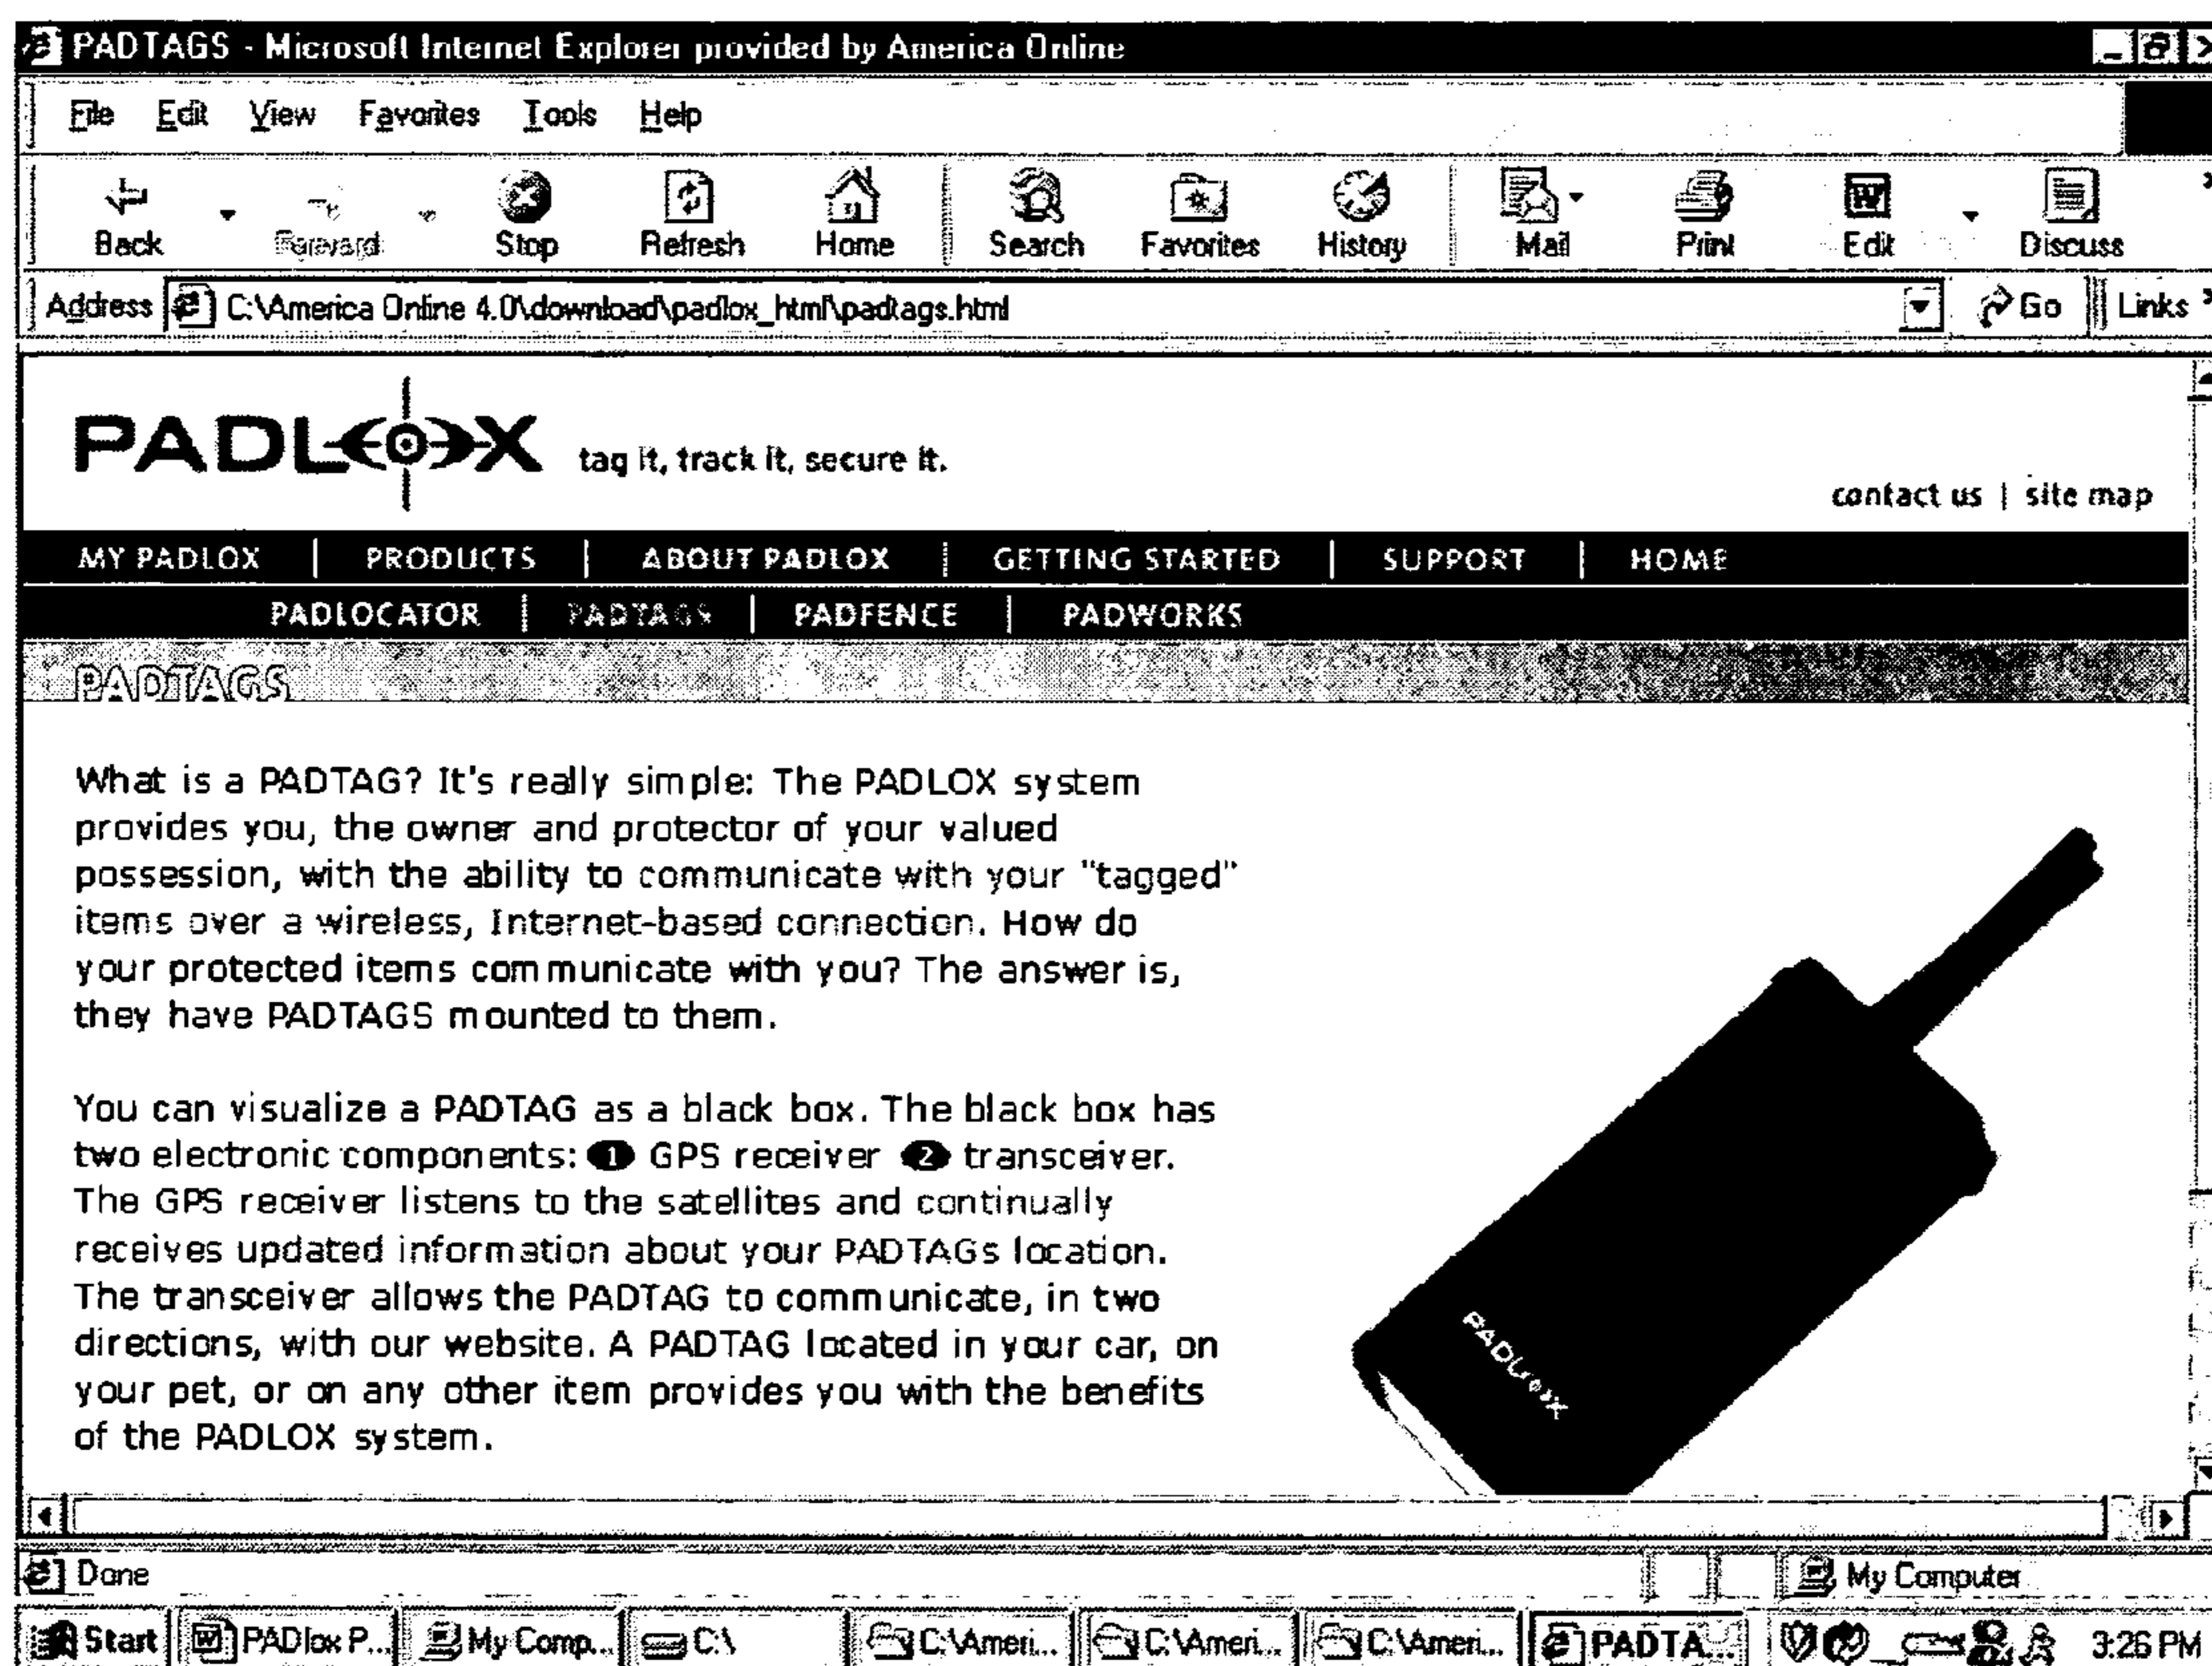 PADTAGS - Microsoft Internet Explorer provided by America Online
File Edit View Favorites Tools Help
Back Forward Stop Refresh Home Search Favorites History Mail Print Edit Discuss
Address C:\America Online 4.0\download\padlox_html\padtags.html Go Links
PADLOX tag it, track it, secure it.
contact us | site map
MY PADLOX | PRODUCTS | ABOUT PADLOX | GETTING STARTED | SUPPORT | HOME
PADLOCATOR | PADTAGS | PADFENCE | PADWORKS
PADTAGS
What is a PADTAG? It's really simple: The PADLOX system
provides you, the owner and protector of your valued
possession, with the ability to communicate with your "tagged"
items over a wireless, Internet-based connection. How do
your protected items communicate with you? The answer is,
they have PADTAGS mounted to them.
You can visualize a PADTAG as a black box. The black box has
two electronic components: 1 GPS receiver 2 transceiver.
The GPS receiver listens to the satellites and continually
receives updated information about your PADTAGs location.
The transceiver allows the PADTAG to communicate, in two
directions, with our website. A PADTAG located in your car, on
your pet, or on any other item provides you with the benefits
of the PADLOX system.
PADLOX
Done My Computer
Start PADlox P... My Comp... C:\ C:\Ameri... C:\Ameri... C:\Ameri... PADTA... 3:26 PM